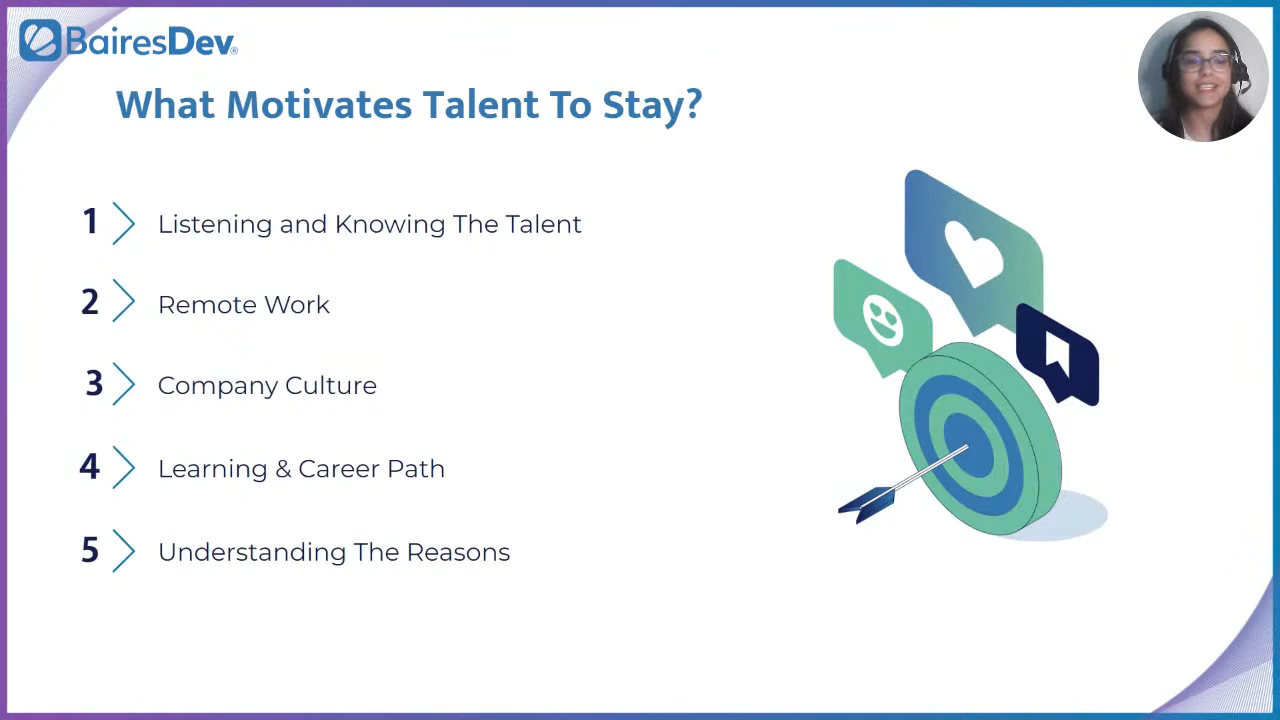 BairesDev®
What Motivates Talent To Stay?
1 Listening and Knowing The Talent
2 Remote Work
3 Company Culture
4 Learning & Career Path
5 Understanding The Reasons